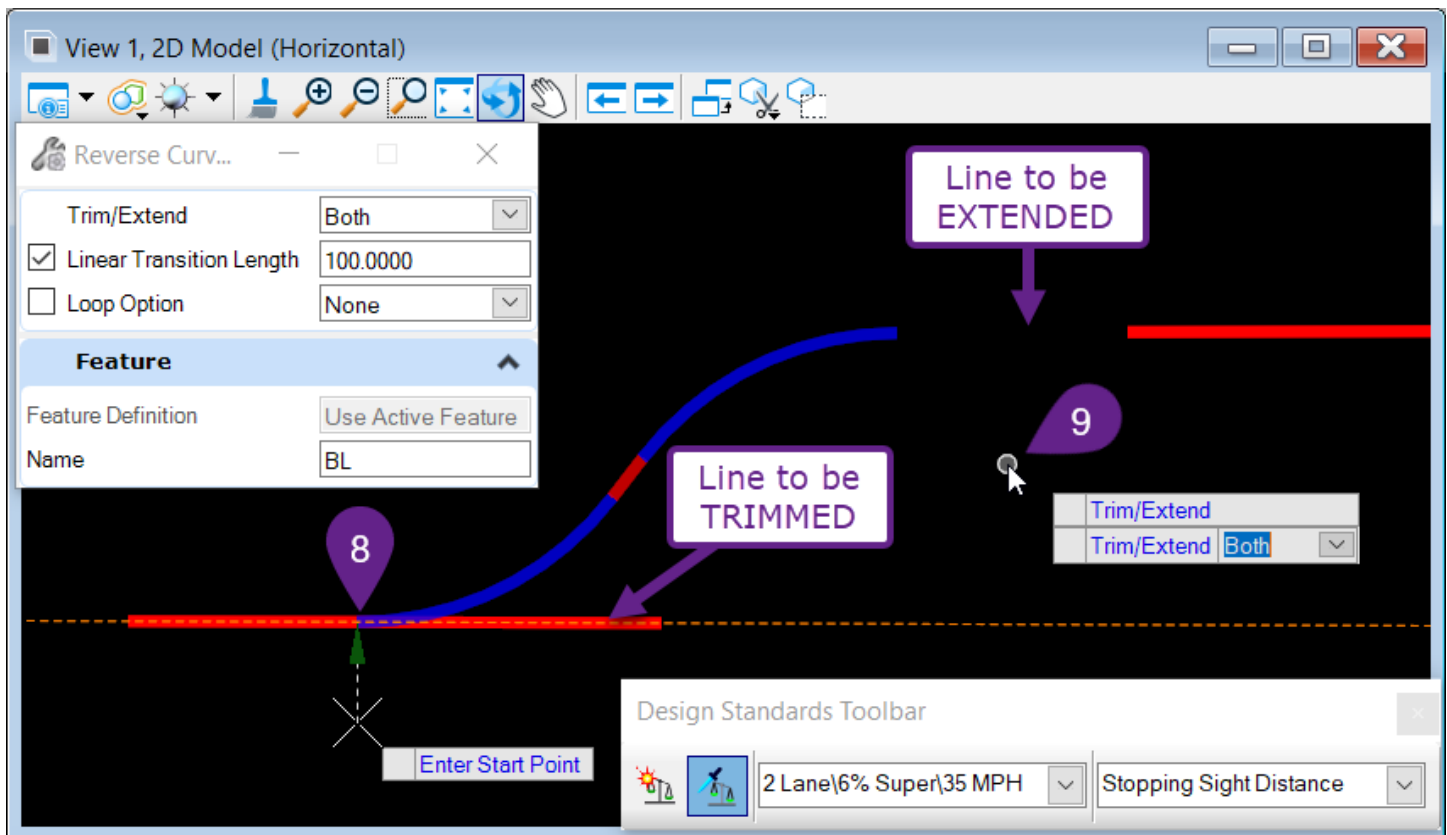 View 1, 2D Model (Horizontal)
Reverse Curv...
Trim/Extend Both
Linear Transition Length 100.0000
Loop Option None
Feature
Feature Definition Use Active Feature
Name BL
Line to be
EXTENDED
9
Line to be
TRIMMED
Trim/Extend
Trim/Extend Both
8
Enter Start Point
Design Standards Toolbar
2 Lane\6% Super\35 MPH Stopping Sight Distance